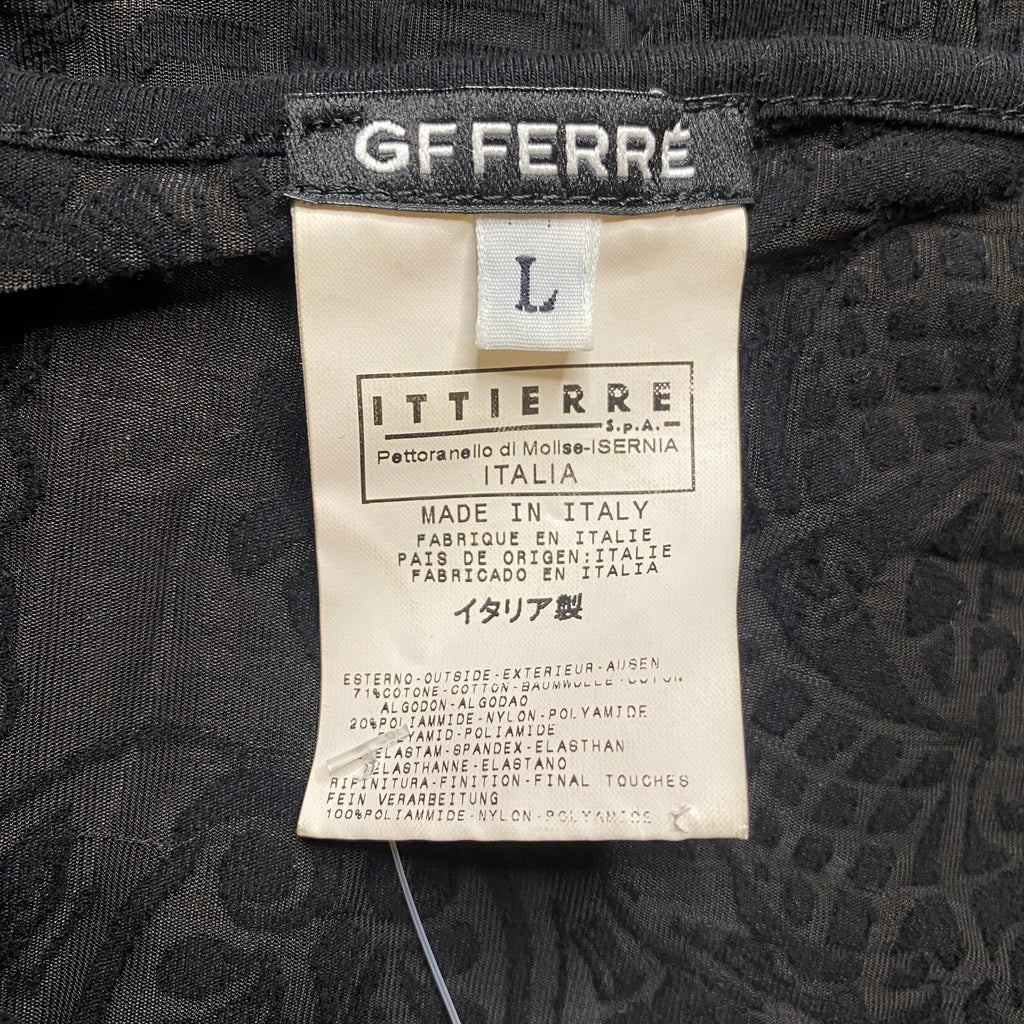 GF FERRÉ
L
ITTIERRE
S.p.A.
Pettoranello di Molise-ISERNIA
ITALIA
MADE IN ITALY
FABRIQUE EN ITALIE
PAIS DE ORIGEN:ITALIE
FABRICADO EN ITALIA
イタリア製
ESTERNO-OUTSIDE-EXTERIEUR-AUSEN
71%COTONE-COTTON-BAUMWOLLE-COTON
ALGODON-ALGODAO
20%POLIAMMIDE-NYLON-POLYAMIDE
POLYAMID-POLIAMIDE
ELASTAM-SPANDEX-ELASTHAN
ELASTHANNE-ELASTANO
RIFINITURA-FINITION-FINAL TOUCHES
FEIN VERARBEITUNG
100%POLIAMMIDE-NYLON-POLYAMIDE